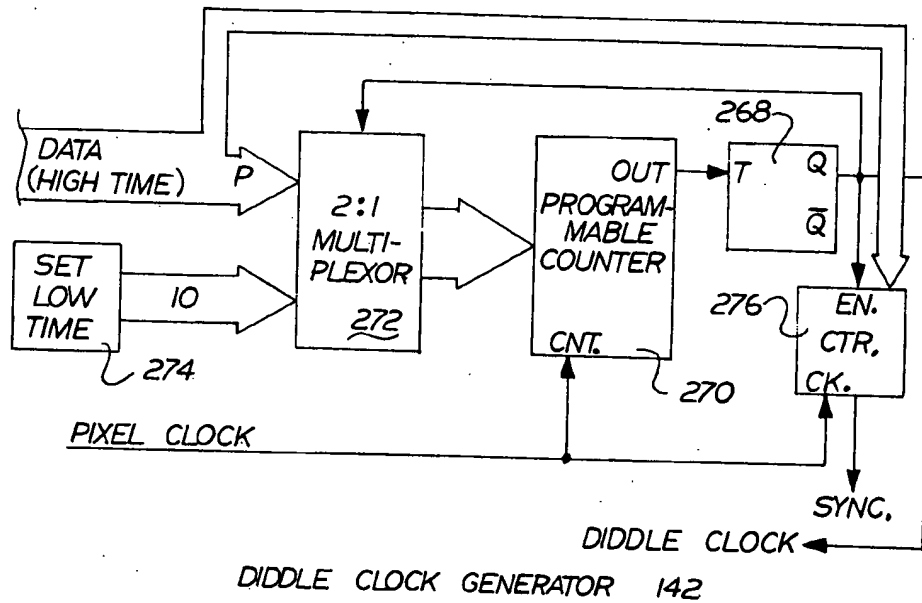 DATA
(HIGH TIME)
P
SET
LOW
TIME
274
10
2:1
MULTI-
PLEXOR
272
OUT
PROGRAM-
MABLE
COUNTER
CNT.
270
268
T
Q
Q̅
276
EN.
CTR.
CK.
PIXEL CLOCK
SYNC.
DIDDLE CLOCK
DIDDLE CLOCK GENERATOR 142